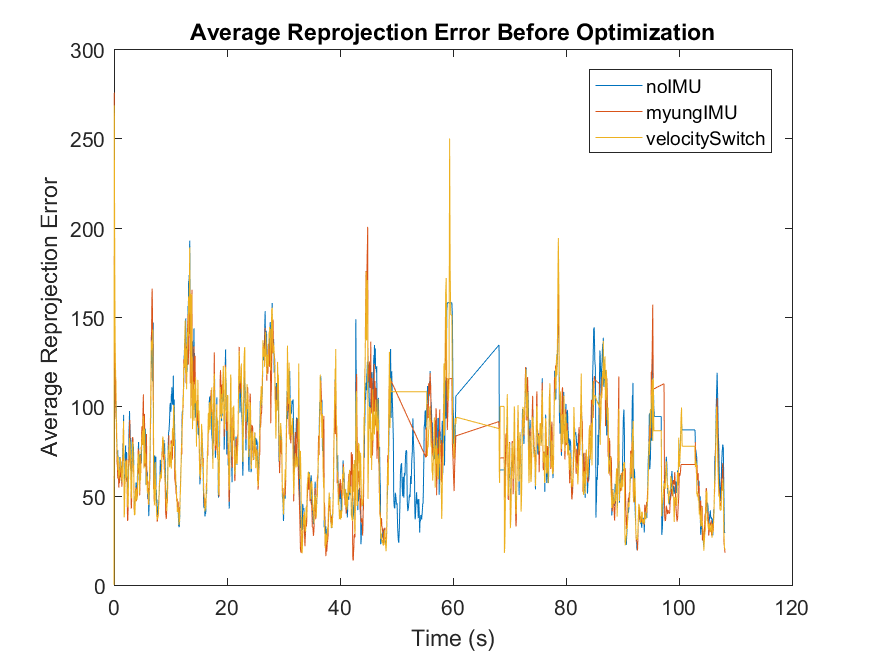 Average Reprojection Error Before Optimization
300
250
200
150
100
50
0
Average Reprojection Error
noIMU
myungIMU
velocitySwitch
0 20 40 60 80 100 120
Time (s)